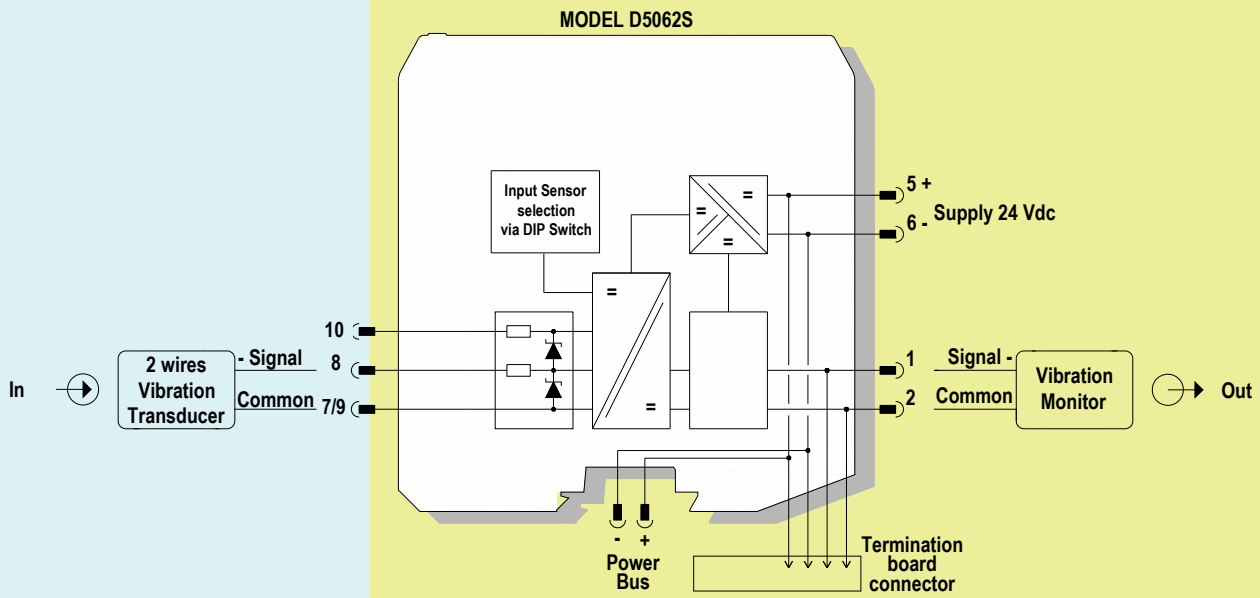 MODEL D5062S
Input Sensor
selection
via DIP Switch
=
=
=
5 +
6 -
Supply 24 Vdc
=
=
10
- Signal
8
Common
7/9
In
2 wires
Vibration
Transducer
1
Signal -
2
Common
Vibration
Monitor
Out
- +
Power
Bus
Termination
board
connector